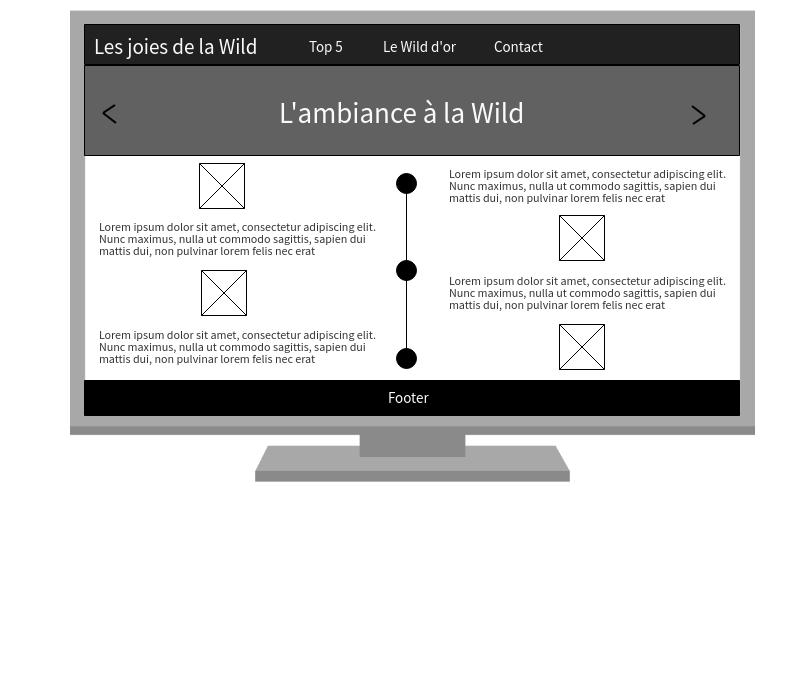 Les joies de la Wild
Top 5
Le Wild d'or
Contact
<
L'ambiance à la Wild
>
Lorem ipsum dolor sit amet, consectetur adipiscing elit.
Nunc maximus, nulla ut commodo sagittis, sapien dui
mattis dui, non pulvinar lorem felis nec erat
Lorem ipsum dolor sit amet, consectetur adipiscing elit.
Nunc maximus, nulla ut commodo sagittis, sapien dui
mattis dui, non pulvinar lorem felis nec erat
Lorem ipsum dolor sit amet, consectetur adipiscing elit.
Nunc maximus, nulla ut commodo sagittis, sapien dui
mattis dui, non pulvinar lorem felis nec erat
Lorem ipsum dolor sit amet, consectetur adipiscing elit.
Nunc maximus, nulla ut commodo sagittis, sapien dui
mattis dui, non pulvinar lorem felis nec erat
Footer